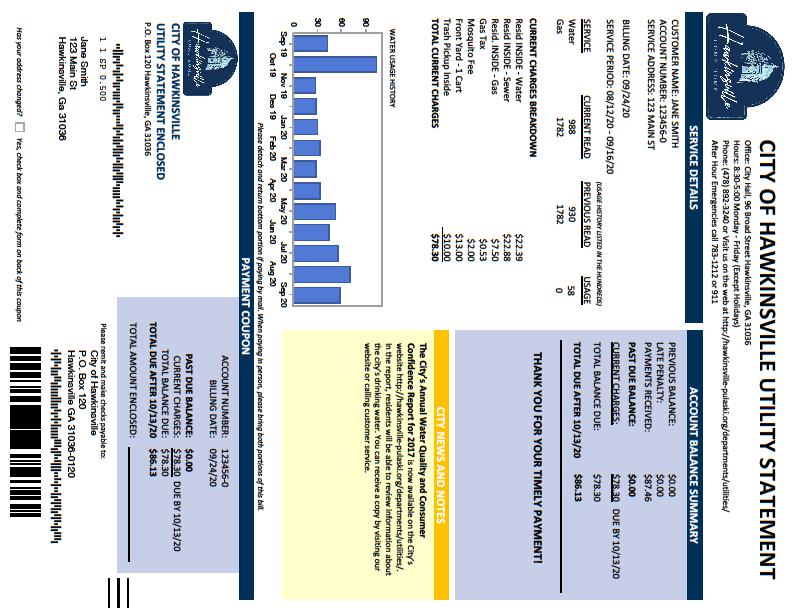 Hawkinsville
CITY OF HAWKINSVILLE UTILITY STATEMENT
Office: City Hall, 96 Broad Street Hawkinsville, GA 31036
Hours: 8:30-5:00 Monday - Friday (Except Holidays)
Phone: (478) 892-3240 or Visit us on the web at http://hawkinsville-pulaski.org/departments/utilities/
After Hour Emergencies call 783-1212 or 911
SERVICE DETAILS
CUSTOMER NAME: JANE SMITH
ACCOUNT NUMBER: 123456-0
SERVICE ADDRESS: 123 MAIN ST
BILLING DATE: 09/24/20
SERVICE PERIOD: 08/12/20 - 09/16/20
(USAGE HISTORY LISTED IN THE HUNDREDS)
SERVICE CURRENT READ PREVIOUS READ USAGE
Water 988 930 58
Gas 1782 1782 0
CURRENT CHARGES BREAKDOWN
Resid INSIDE - Water $22.39
Resid INSIDE - Sewer $22.88
Resid INSIDE - Gas $7.50
Gas Tax $0.53
Mosquito Fee $2.00
Front Yard - 1 Cart $13.00
Trash Pickup Inside $10.00
TOTAL CURRENT CHARGES $78.30
WATER USAGE HISTORY
90
60
30
0
Sep 19 Oct 19 Nov 19 Dec 19 Jan 20 Feb 20 Mar 20 Apr 20 May 20 Jun 20 Jul 20 Aug 20 Sep 20
ACCOUNT BALANCE SUMMARY
PREVIOUS BALANCE: $0.00
LATE PENALTY: $0.00
PAYMENTS RECEIVED: $87.46
PAST DUE BALANCE: $0.00
CURRENT CHARGES: $78.30 DUE BY 10/13/20
TOTAL BALANCE DUE: $78.30
TOTAL DUE AFTER 10/13/20 $86.13
THANK YOU FOR YOUR TIMELY PAYMENT!
CITY NEWS AND NOTES
The City's Annual Water Quality and Consumer
Confidence Report for 2017 is now available on the City's
website http://hawkinsville-pulaski.org/departments/utilities/.
In the report, residents will be able to review information about
the city's drinking water. You can receive a copy by visiting our
website or calling customer service.
Please detach and return bottom portion if paying by mail. When paying in person, please bring both portions of this bill.
PAYMENT COUPON
Hawkinsville
CITY OF HAWKINSVILLE
UTILITY STATEMENT ENCLOSED
P.O. Box 120 Hawkinsville, GA 31036
1 1 SP 0.500
Jane Smith
123 Main St
Hawkinsville, Ga 31036
Has your address changed? Yes, check box and complete form on back of this coupon
ACCOUNT NUMBER: 123456-0
BILLING DATE: 09/24/20
PAST DUE BALANCE: $0.00
CURRENT CHARGES: $78.30 DUE BY 10/13/20
TOTAL BALANCE DUE: $78.30
TOTAL DUE AFTER 10/13/20 $86.13
TOTAL AMOUNT ENCLOSED:
Please remit and make check payable to:
City of Hawkinsville
P.O. Box 120
Hawkinsville GA 31036-0120